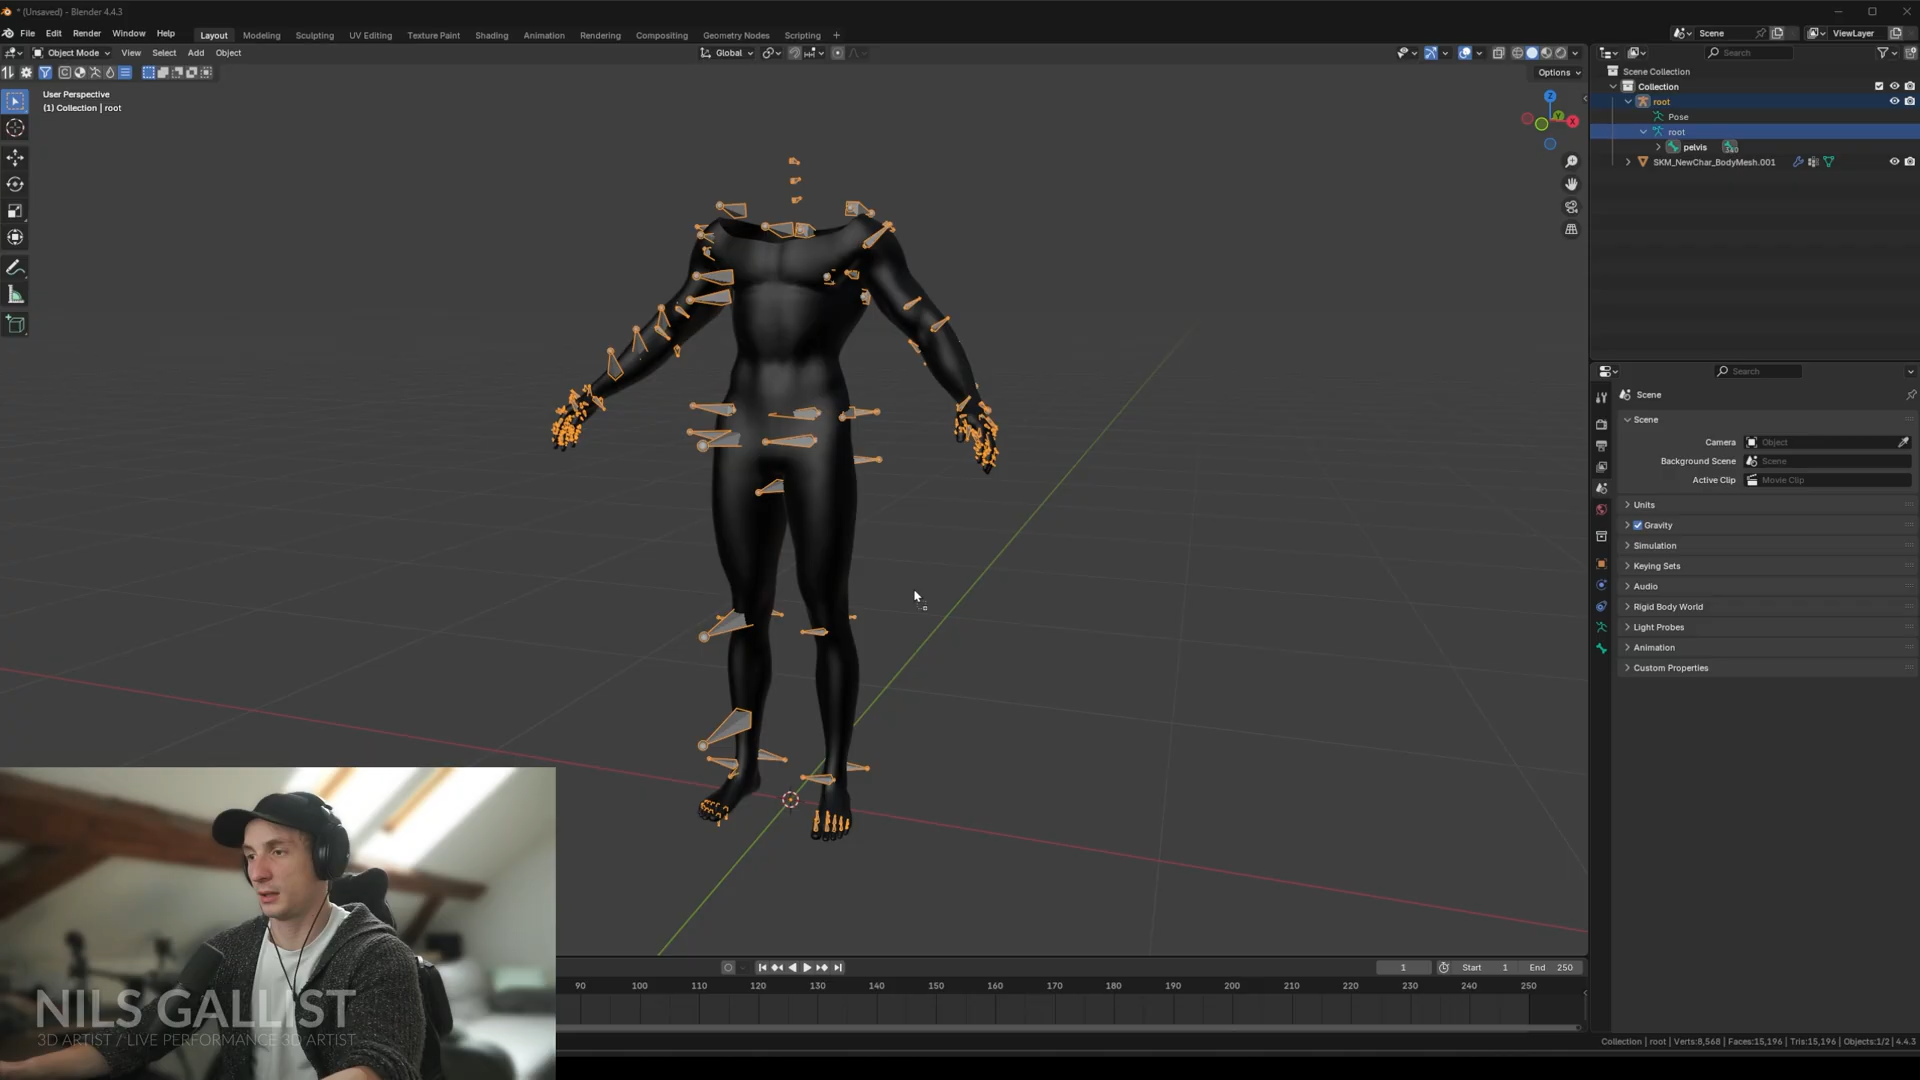 * (Unsaved) - Blender 4.4.3
File Edit Render Window Help Layout Modeling Sculpting UV Editing Texture Paint Shading Animation Rendering Compositing Geometry Nodes Scripting + Scene ViewLayer
Object Mode View Select Add Object Global Search
Options
User Perspective
(1) Collection | root
Z
Y
X
Scene Collection
Collection
root
Pose
root
pelvis
SKM_NewChar_BodyMesh.001
Search
Scene
Scene
Camera Object
Background Scene Scene
Active Clip Movie Clip
Units
Gravity
Simulation
Keying Sets
Audio
Rigid Body World
Light Probes
Animation
Custom Properties
1 Start 1 End 250
90 100 110 120 130 140 150 160 170 180 190 200 210 220 230 240 250
NILS GALLIST
3D ARTIST / LIVE PERFORMANCE 3D ARTIST
Collection | root | Verts:8,568 | Faces:15,196 | Tris:15,196 | Objects:1/2 | 4.4.3